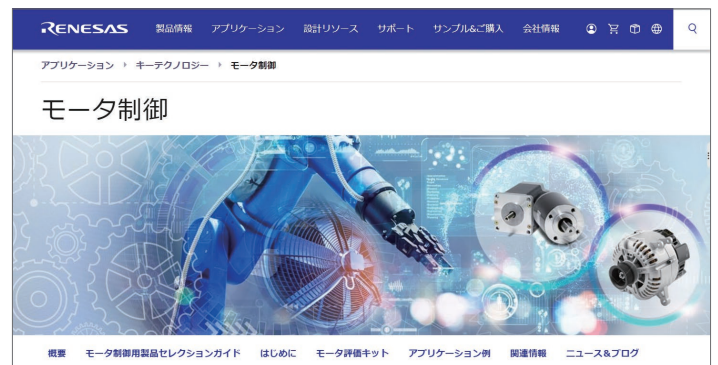 RENESAS 製品情報 アプリケーション 設計リソース サポート サンプル&ご購入 会社情報
アプリケーション › キーテクノロジー › モータ制御
モータ制御
概要 モータ制御用製品セレクションガイド はじめに モータ評価キット アプリケーション例 関連情報 ニュース&ブログ